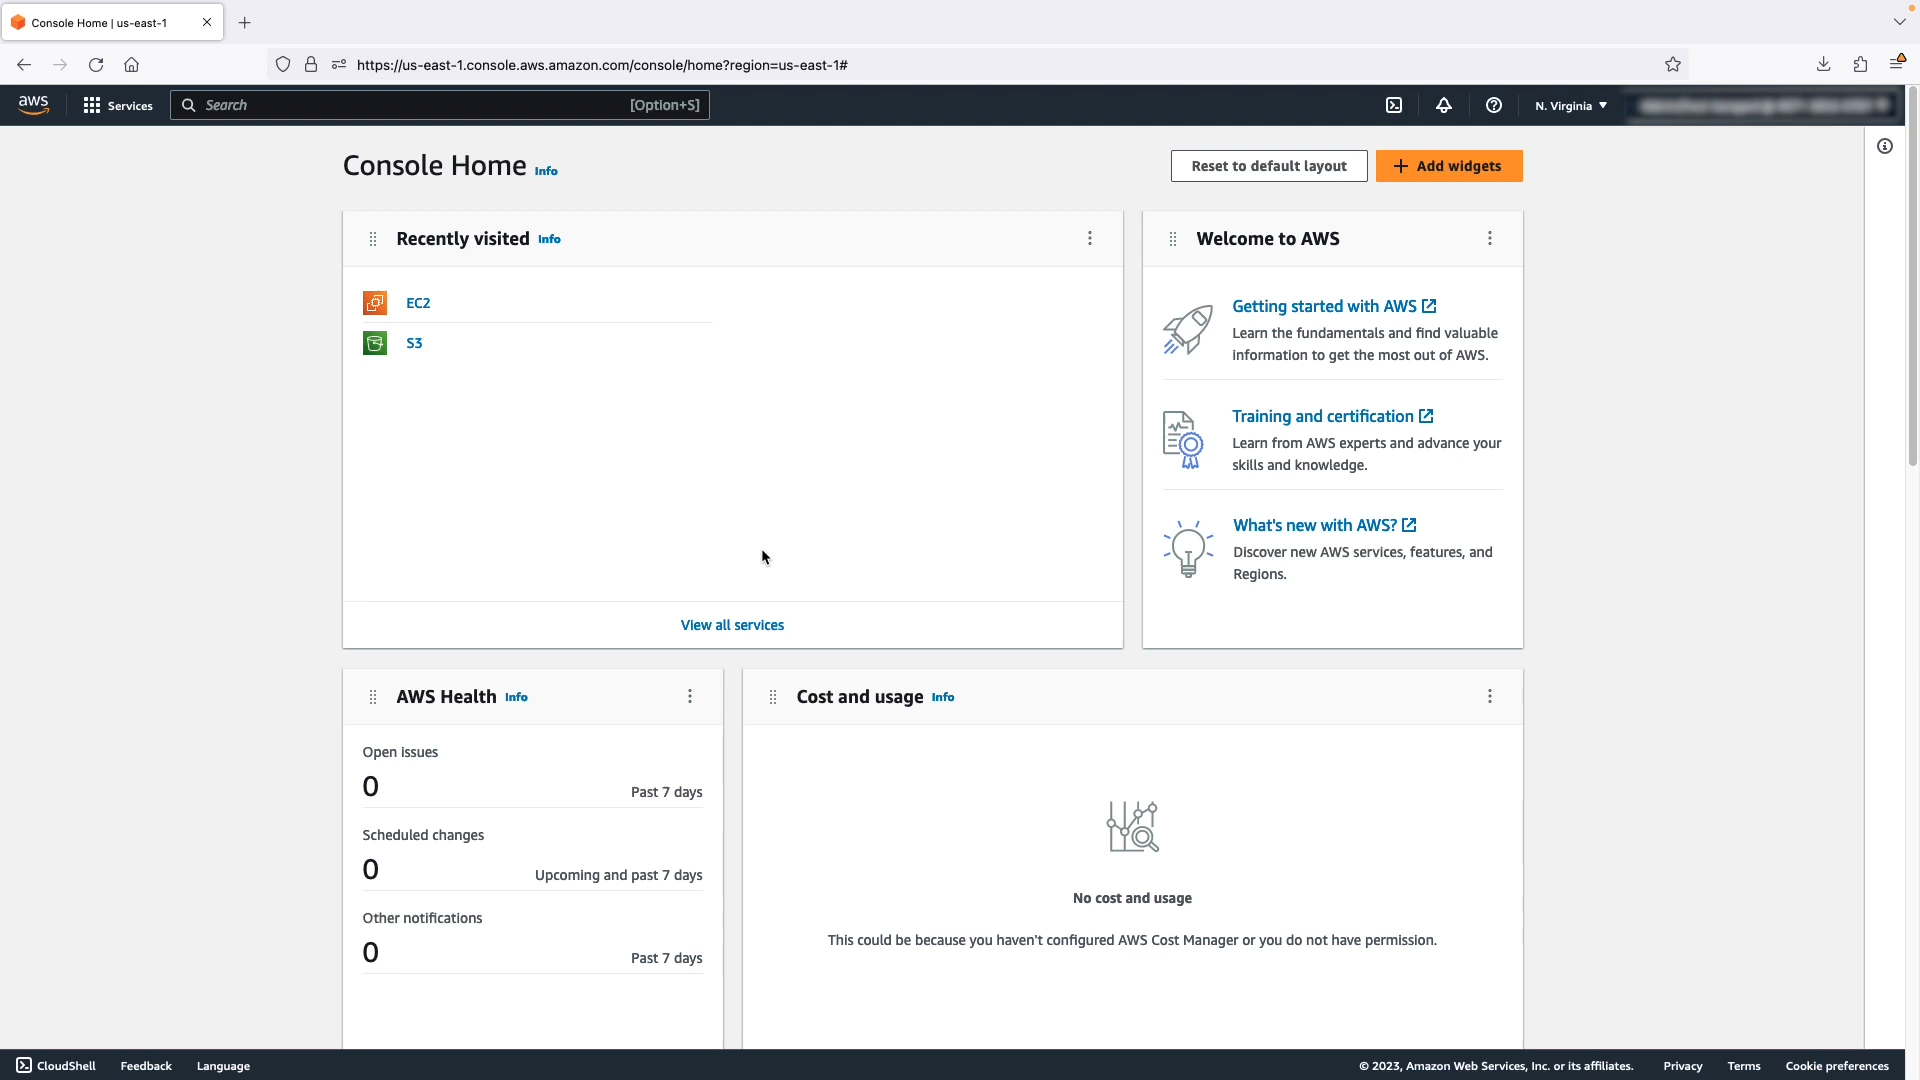 Console Home | us-east-1
https://us-east-1.console.aws.amazon.com/console/home?region=us-east-1#
aws
Services
Search
[Option+S]
N. Virginia
Console Home Info
Reset to default layout
Add widgets
Recently visited Info
EC2
S3
View all services
Welcome to AWS
Getting started with AWS
Learn the fundamentals and find valuable
information to get the most out of AWS.
Training and certification
Learn from AWS experts and advance your
skills and knowledge.
What's new with AWS?
Discover new AWS services, features, and
Regions.
AWS Health Info
Open issues
0
Past 7 days
Scheduled changes
0
Upcoming and past 7 days
Other notifications
0
Past 7 days
Cost and usage Info
No cost and usage
This could be because you haven't configured AWS Cost Manager or you do not have permission.
CloudShell
Feedback
Language
© 2023, Amazon Web Services, Inc. or its affiliates.
Privacy
Terms
Cookie preferences